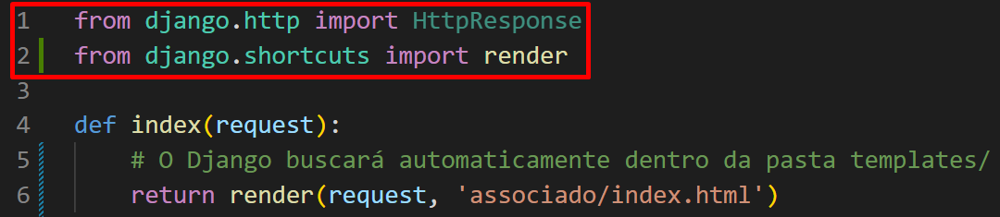 1 from django.http import HttpResponse
2 from django.shortcuts import render
3
4 def index(request):
5 # O Django buscará automaticamente dentro da pasta templates/
6 return render(request, 'associado/index.html')